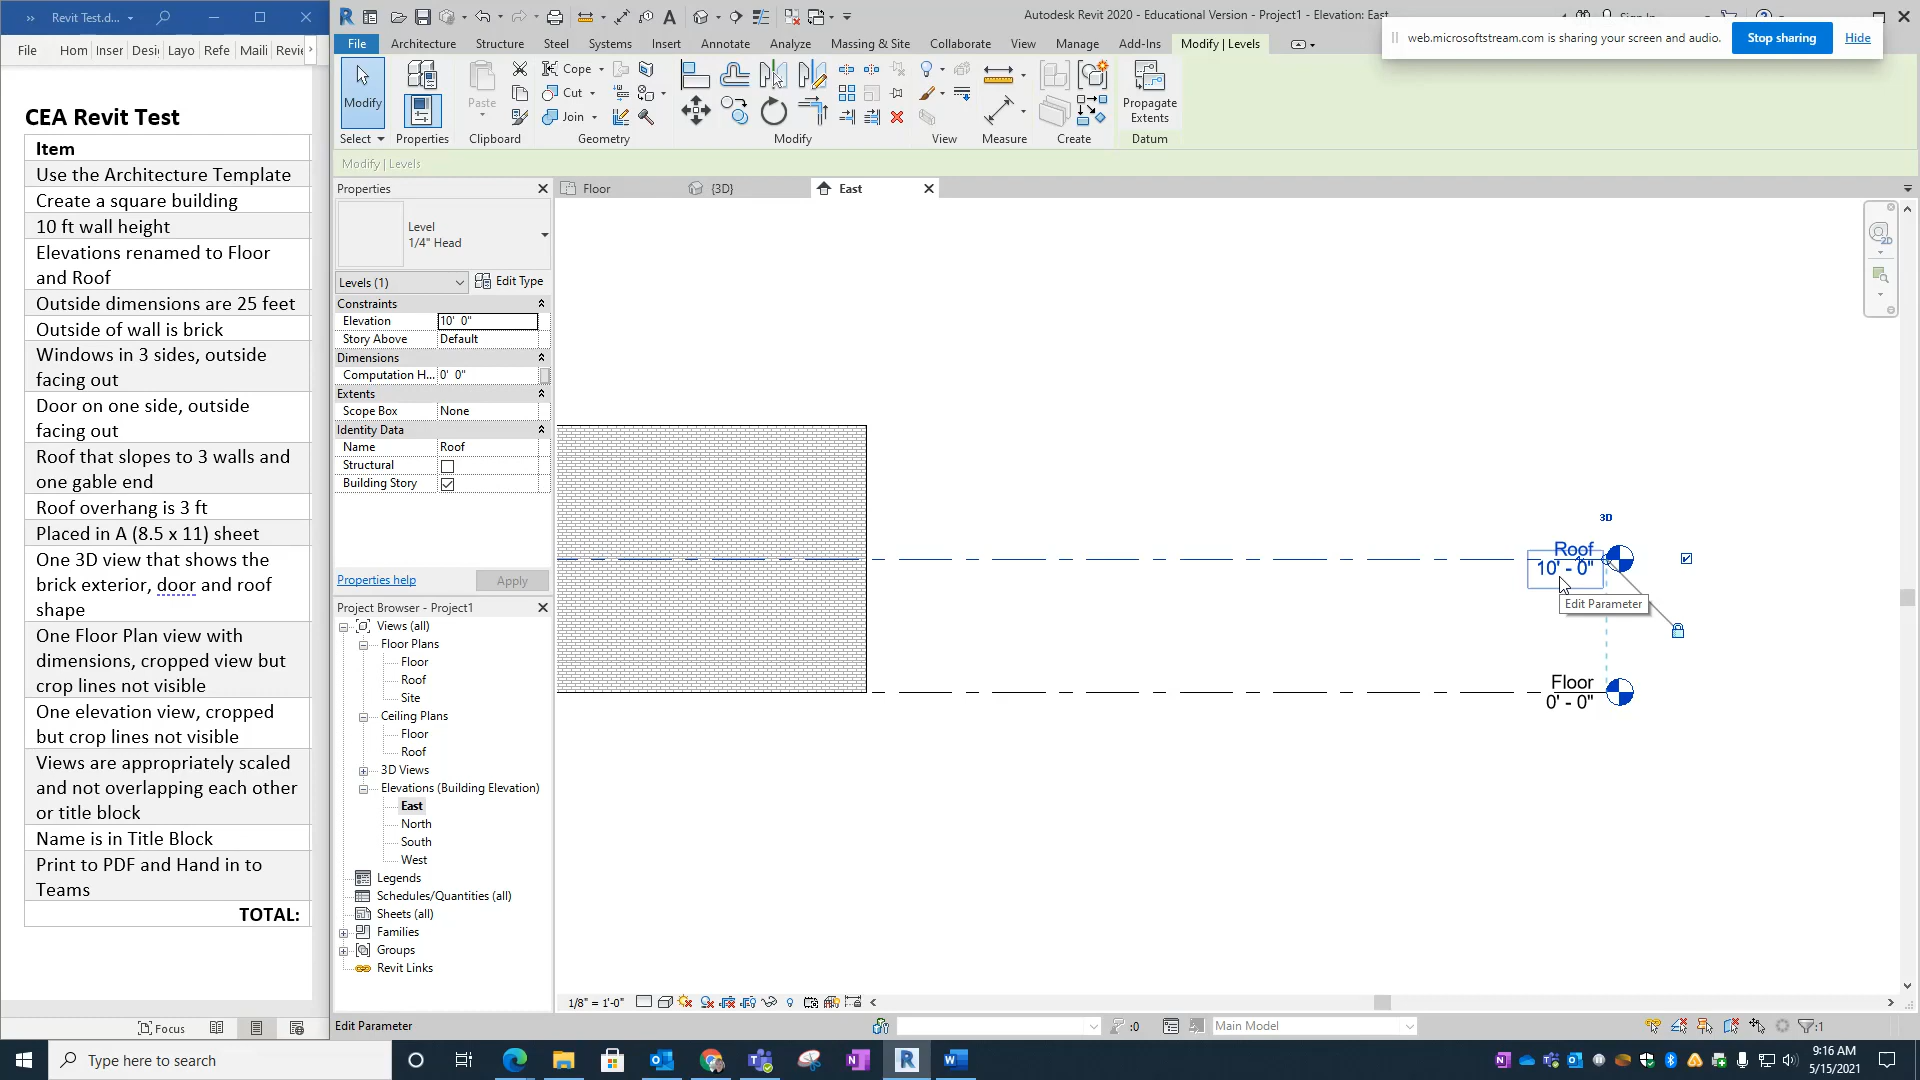 Revit Test.d...
File Hom Inser Desi Layo Refe Maili Revie
CEA Revit Test
Item
Use the Architecture Template
Create a square building
10 ft wall height
Elevations renamed to Floor
and Roof
Outside dimensions are 25 feet
Outside of wall is brick
Windows in 3 sides, outside
facing out
Door on one side, outside
facing out
Roof that slopes to 3 walls and
one gable end
Roof overhang is 3 ft
Placed in A (8.5 x 11) sheet
One 3D view that shows the
brick exterior, door and roof
shape
One Floor Plan view with
dimensions, cropped view but
crop lines not visible
One elevation view, cropped
but crop lines not visible
Views are appropriately scaled
and not overlapping each other
or title block
Name is in Title Block
Print to PDF and Hand in to
Teams
TOTAL:
Focus
Autodesk Revit 2020 - Educational Version - Project1 - Elevation: East
web.microsoftstream.com is sharing your screen and audio. Stop sharing Hide
File Architecture Structure Steel Systems Insert Annotate Analyze Massing & Site Collaborate View Manage Add-Ins Modify | Levels
Modify
Paste
Cope
Cut
Join
Propagate
Extents
Select Properties Clipboard Geometry Modify View Measure Create Datum
Modify | Levels
Properties
Floor {3D} East
Level
1/4" Head
Levels (1) Edit Type
Constraints
Elevation 10' 0"
Story Above Default
Dimensions
Computation H... 0' 0"
Extents
Scope Box None
Identity Data
Name Roof
Structural
Building Story
Properties help Apply
Project Browser - Project1
Views (all)
Floor Plans
Floor
Roof
Site
Ceiling Plans
Floor
Roof
3D Views
Elevations (Building Elevation)
East
North
South
West
Legends
Schedules/Quantities (all)
Sheets (all)
Families
Groups
Revit Links
2D
3D
Roof
10' - 0"
Edit Parameter
Floor
0' - 0"
1/8" = 1'-0"
Edit Parameter
:0
Main Model
:1
Type here to search
9:16 AM
5/15/2021